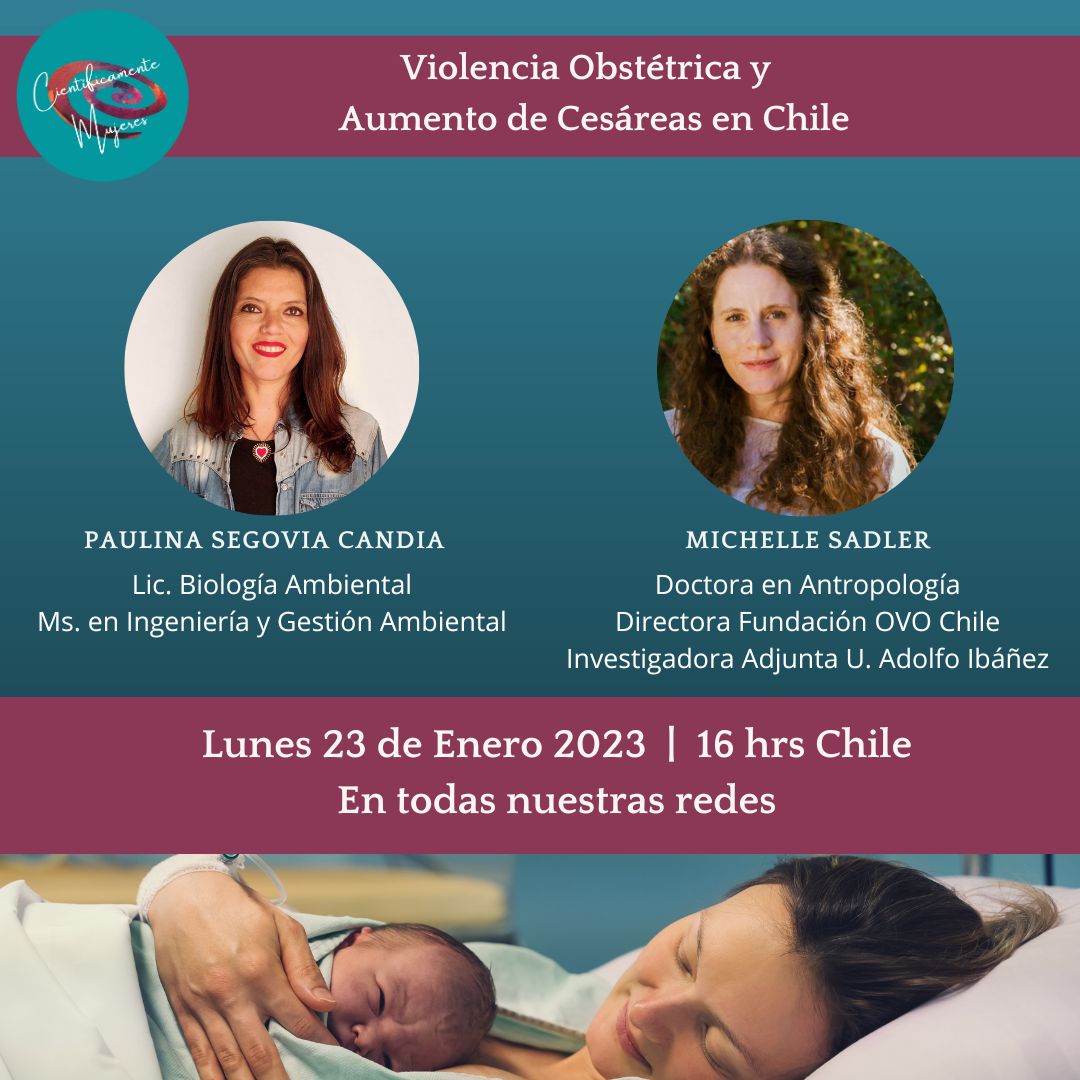 Científicamente
Mujeres
Violencia Obstétrica y
Aumento de Cesáreas en Chile
PAULINA SEGOVIA CANDIA
Lic. Biología Ambiental
Ms. en Ingeniería y Gestión Ambiental
MICHELLE SADLER
Doctora en Antropología
Directora Fundación OVO Chile
Investigadora Adjunta U. Adolfo Ibáñez
Lunes 23 de Enero 2023 | 16 hrs Chile
En todas nuestras redes